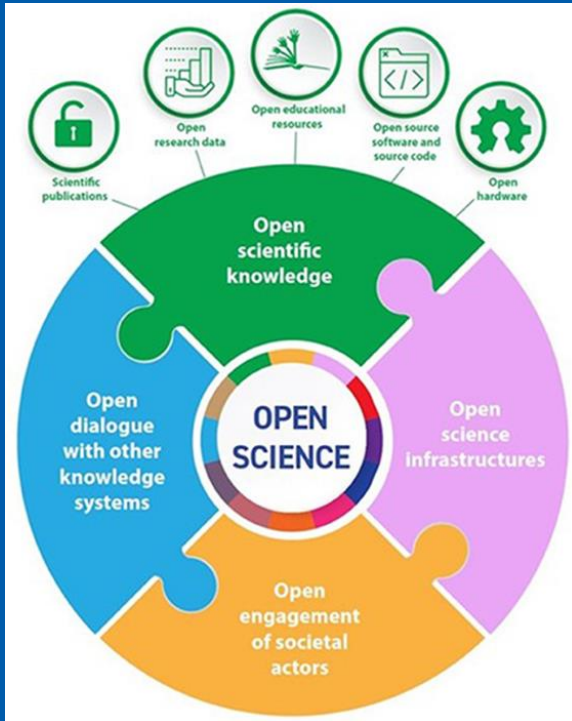 Scientific
publications
Open
research data
Open educational
resources
Open source
software and
source code
Open
hardware
Open
scientific
knowledge
Open
dialogue
with other
knowledge
systems
OPEN
SCIENCE
Open
science
infrastructures
Open
engagement
of societal
actors